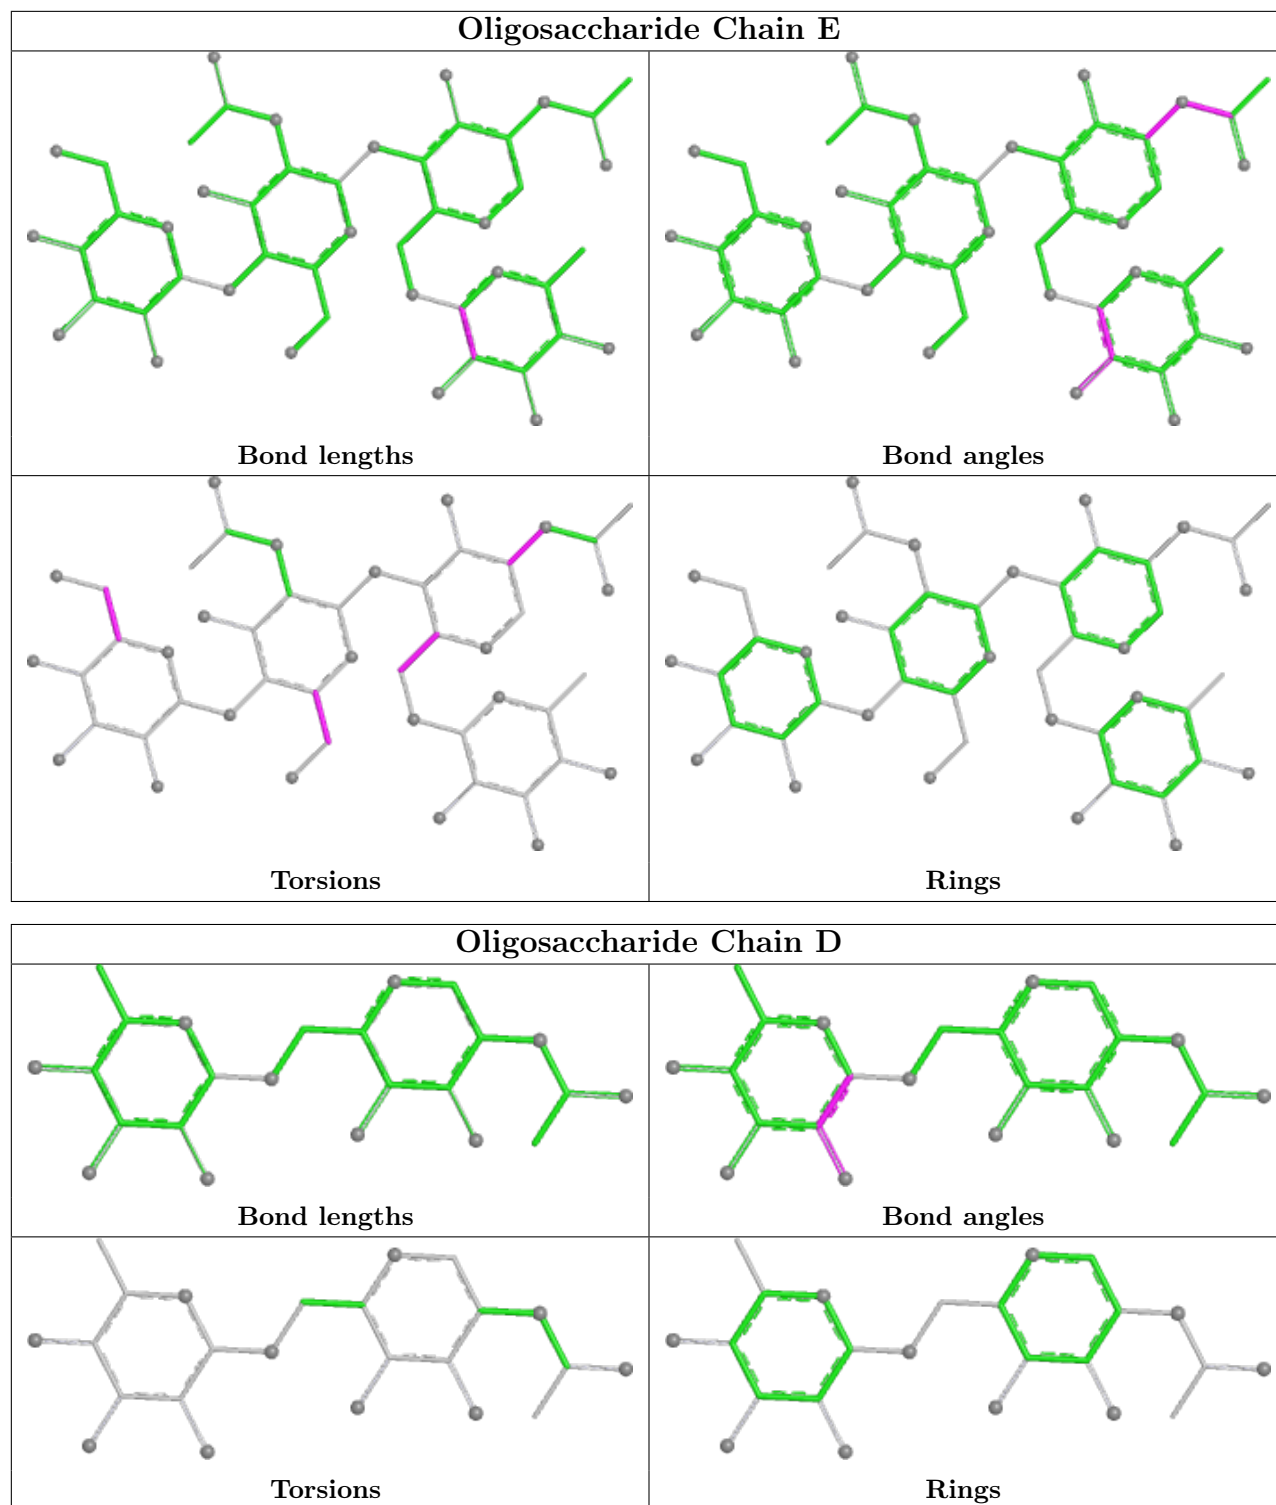 Oligosaccharide Chain E
Bond lengths
Bond angles
Torsions
Rings
Oligosaccharide Chain D
Bond lengths
Bond angles
Torsions
Rings